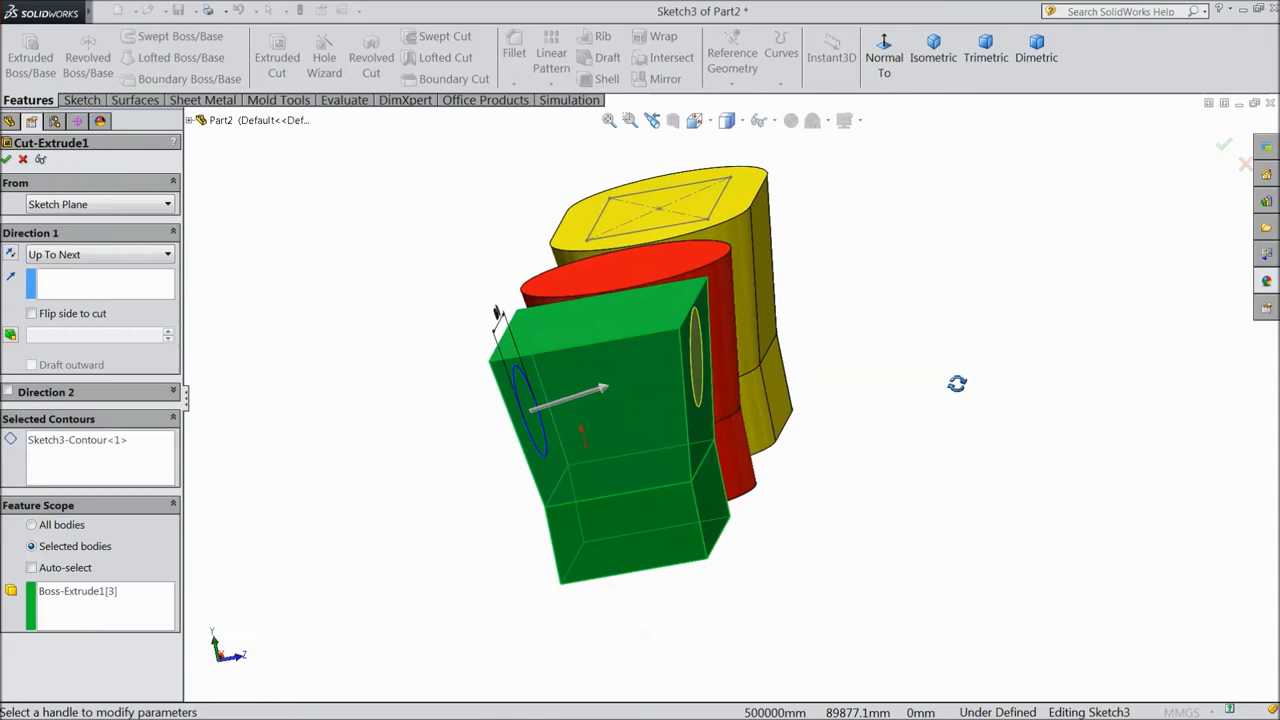 SOLIDWORKS
Sketch3 of Part2 *
Search SolidWorks Help
Extruded Boss/Base
Revolved Boss/Base
Swept Boss/Base
Lofted Boss/Base
Boundary Boss/Base
Extruded Cut
Hole Wizard
Revolved Cut
Swept Cut
Lofted Cut
Boundary Cut
Fillet
Linear Pattern
Rib
Draft
Shell
Wrap
Intersect
Mirror
Reference Geometry
Curves
Instant3D
Normal To
Isometric
Trimetric
Dimetric
Features Sketch Surfaces Sheet Metal Mold Tools Evaluate DimXpert Office Products Simulation
Part2 (Default<<Def...
Cut-Extrude1 ?
From
Sketch Plane
Direction 1
Up To Next
Flip side to cut
Draft outward
Direction 2
Selected Contours
Sketch3-Contour<1>
Feature Scope
All bodies
Selected bodies
Auto-select
Boss-Extrude1[3]
Y
Z
Select a handle to modify parameters 500000mm 89877.1mm 0mm Under Defined Editing Sketch3 MMGS